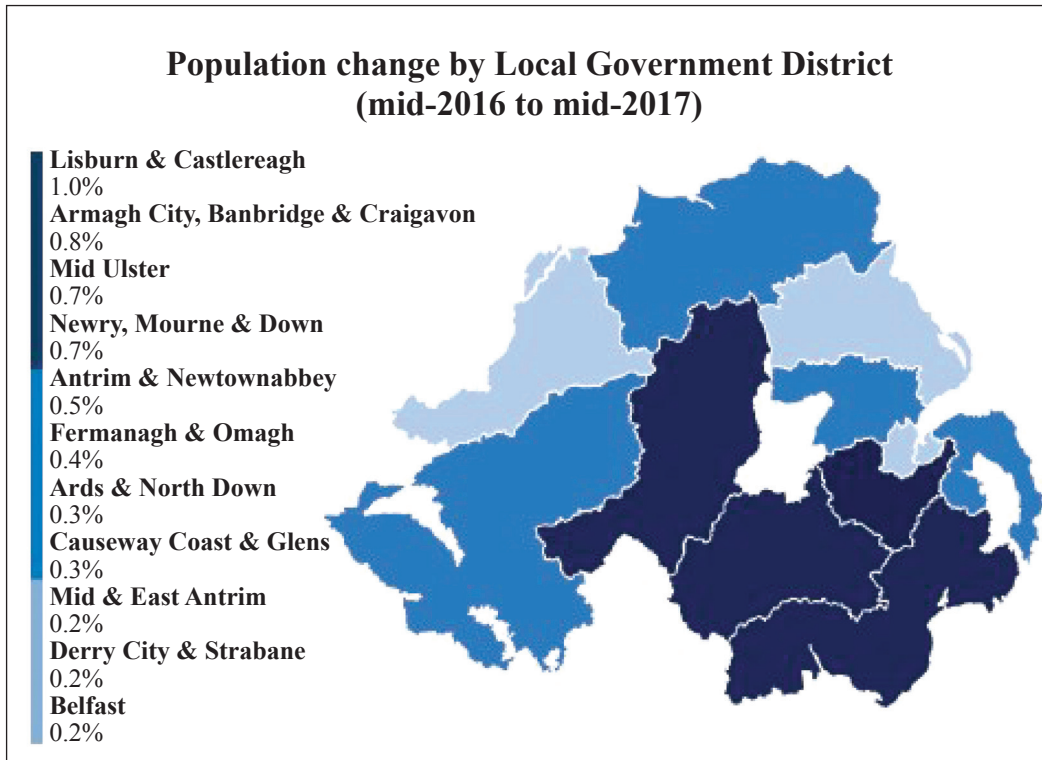 Population change by Local Government District
(mid-2016 to mid-2017)
Lisburn & Castlereagh
1.0%
Armagh City, Banbridge & Craigavon
0.8%
Mid Ulster
0.7%
Newry, Mourne & Down
0.7%
Antrim & Newtownabbey
0.5%
Fermanagh & Omagh
0.4%
Ards & North Down
0.3%
Causeway Coast & Glens
0.3%
Mid & East Antrim
0.2%
Derry City & Strabane
0.2%
Belfast
0.2%